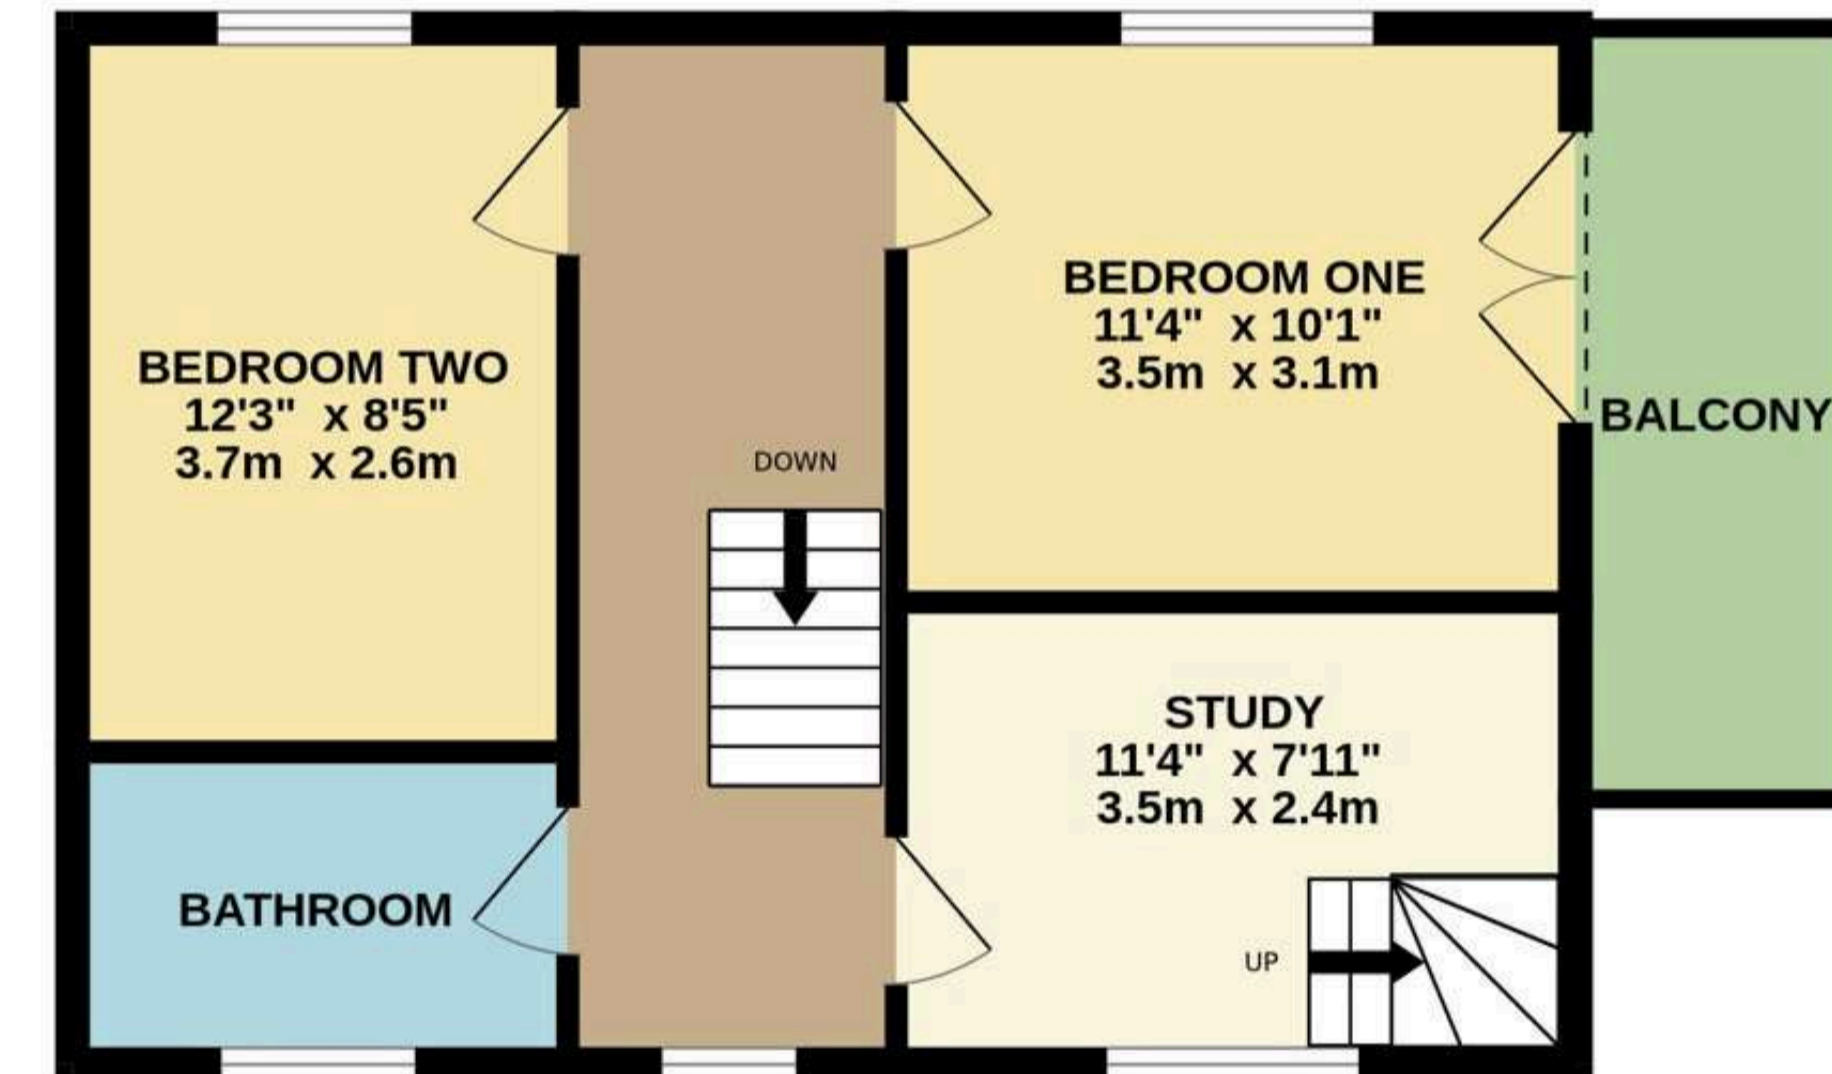 BEDROOM TWO
12'3" x 8'5"
3.7m x 2.6m
DOWN
BEDROOM ONE
11'4" x 10'1"
3.5m x 3.1m
BALCONY
STUDY
11'4" x 7'11"
3.5m x 2.4m
BATHROOM
UP